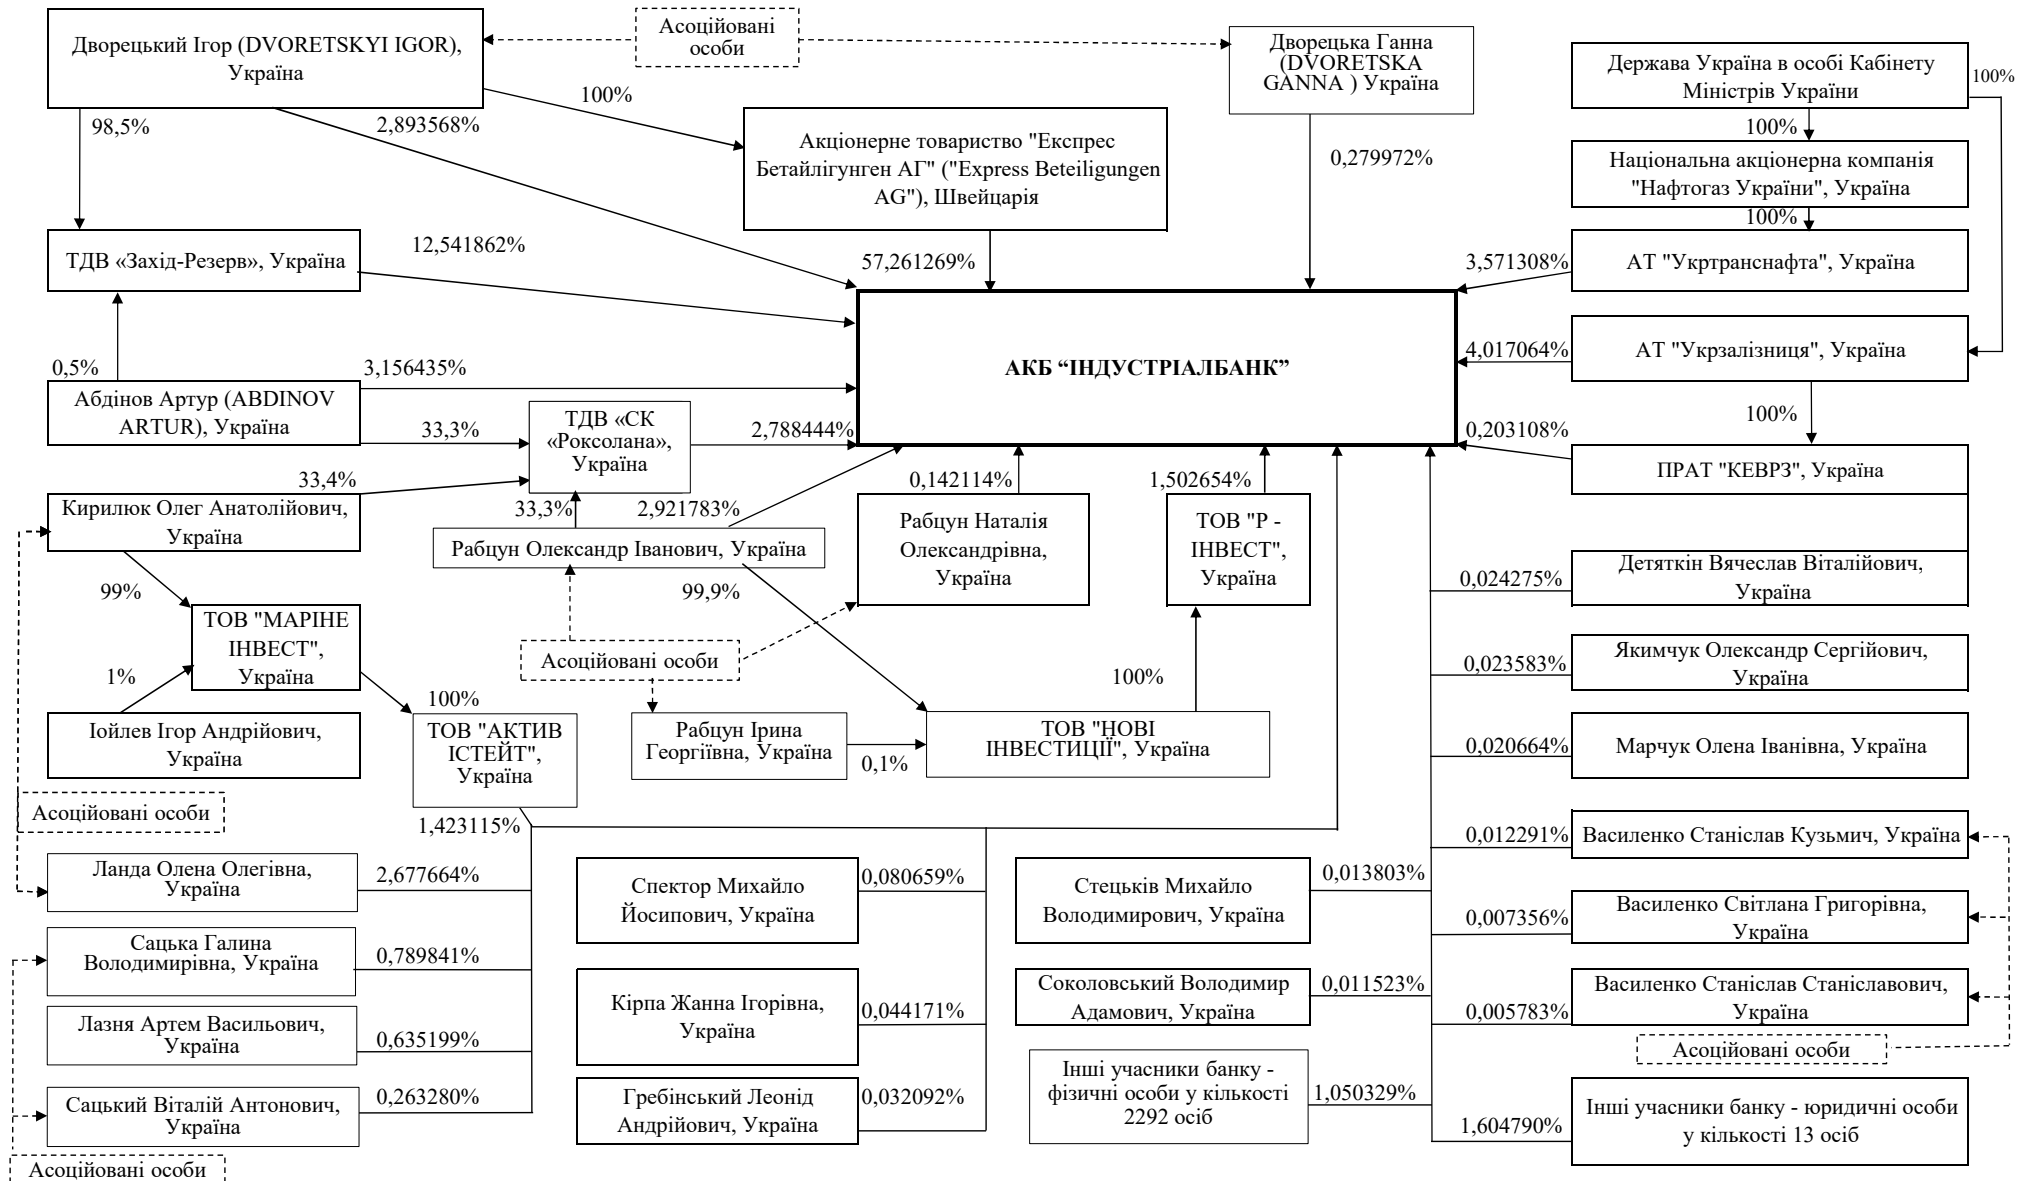 Дворецький Ігор (DVORETSKYI IGOR),
Україна
Асоційовані
особи
Дворецька Ганна
(DVORETSKA
GANNA ) Україна
Держава Україна в особі Кабінету
Міністрів України
100%
100%
98,5%
2,893568%
Акціонерне товариство "Експрес
Бетайлігунген АГ" ("Express Beteiligungen
AG"), Швейцарія
0,279972%
100%
Національна акціонерна компанія
"Нафтогаз України", Україна
100%
ТДВ «Захід-Резерв», Україна
12,541862%
57,261269%
3,571308%
АТ "Укртранснафта", Україна
АКБ “ІНДУСТРІАЛБАНК”
4,017064%
АТ "Укрзалізниця", Україна
0,5%
3,156435%
Абдінов Артур (ABDINOV
ARTUR), Україна
33,3%
ТДВ «СК
«Роксолана»,
Україна
2,788444%
100%
0,203108%
ПРАТ "КЕВРЗ", Україна
33,4%
Кирилюк Олег Анатолійович,
Україна
33,3%
2,921783%
Рабцун Олександр Іванович, Україна
0,142114%
Рабцун Наталія
Олександрівна,
Україна
1,502654%
ТОВ "Р -
ІНВЕСТ",
Україна
0,024275%
Детяткін Вячеслав Віталійович,
Україна
99%
ТОВ "МАРІНЕ
ІНВЕСТ",
Україна
99,9%
Асоційовані особи
1%
Іойлев Ігор Андрійович,
Україна
100%
ТОВ "АКТИВ
ІСТЕЙТ",
Україна
Рабцун Ірина
Георгіївна, Україна
0,1%
100%
ТОВ "НОВІ
ІНВЕСТИЦІЇ", Україна
0,023583%
Якимчук Олександр Сергійович,
Україна
0,020664%
Марчук Олена Іванівна, Україна
Асоційовані особи
1,423115%
0,012291%
Василенко Станіслав Кузьмич, Україна
Ланда Олена Олегівна,
Україна
2,677664%
Спектор Михайло
Йосипович, Україна
0,080659%
Стецьків Михайло
Володимирович, Україна
0,013803%
0,007356%
Василенко Світлана Григорівна,
Україна
Сацька Галина
Володимирівна, Україна
0,789841%
Кірпа Жанна Ігорівна,
Україна
0,044171%
Соколовський Володимир
Адамович, Україна
0,011523%
0,005783%
Василенко Станіслав Станіславович,
Україна
Лазня Артем Васильович,
Україна
0,635199%
Асоційовані особи
Сацький Віталій Антонович,
Україна
0,263280%
Гребінський Леонід
Андрійович, Україна
0,032092%
Інші учасники банку -
фізичні особи у кількості
2292 осіб
1,050329%
1,604790%
Інші учасники банку - юридичні особи
у кількості 13 осіб
Асоційовані особи